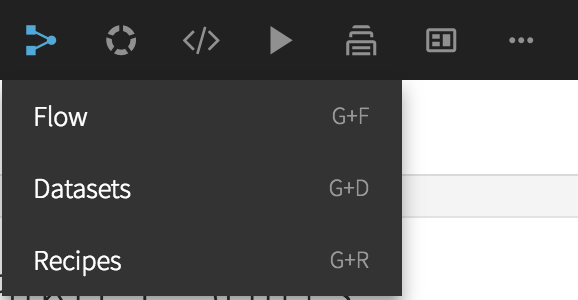 Flow G+F
Datasets G+D
Recipes G+R